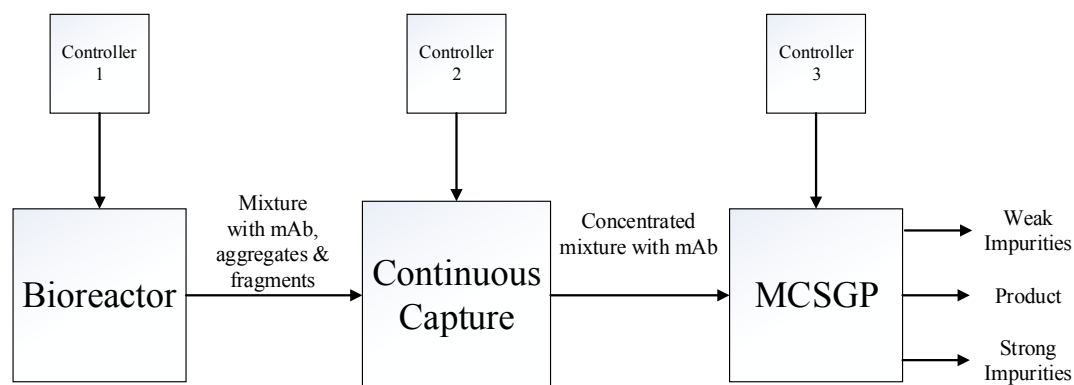 Controller
1
Controller
2
Controller
3
Bioreactor
Mixture
with mAb,
aggregates &
fragments
Continuous
Capture
Concentrated
mixture with mAb
MCSGP
Weak
Impurities
Product
Strong
Impurities